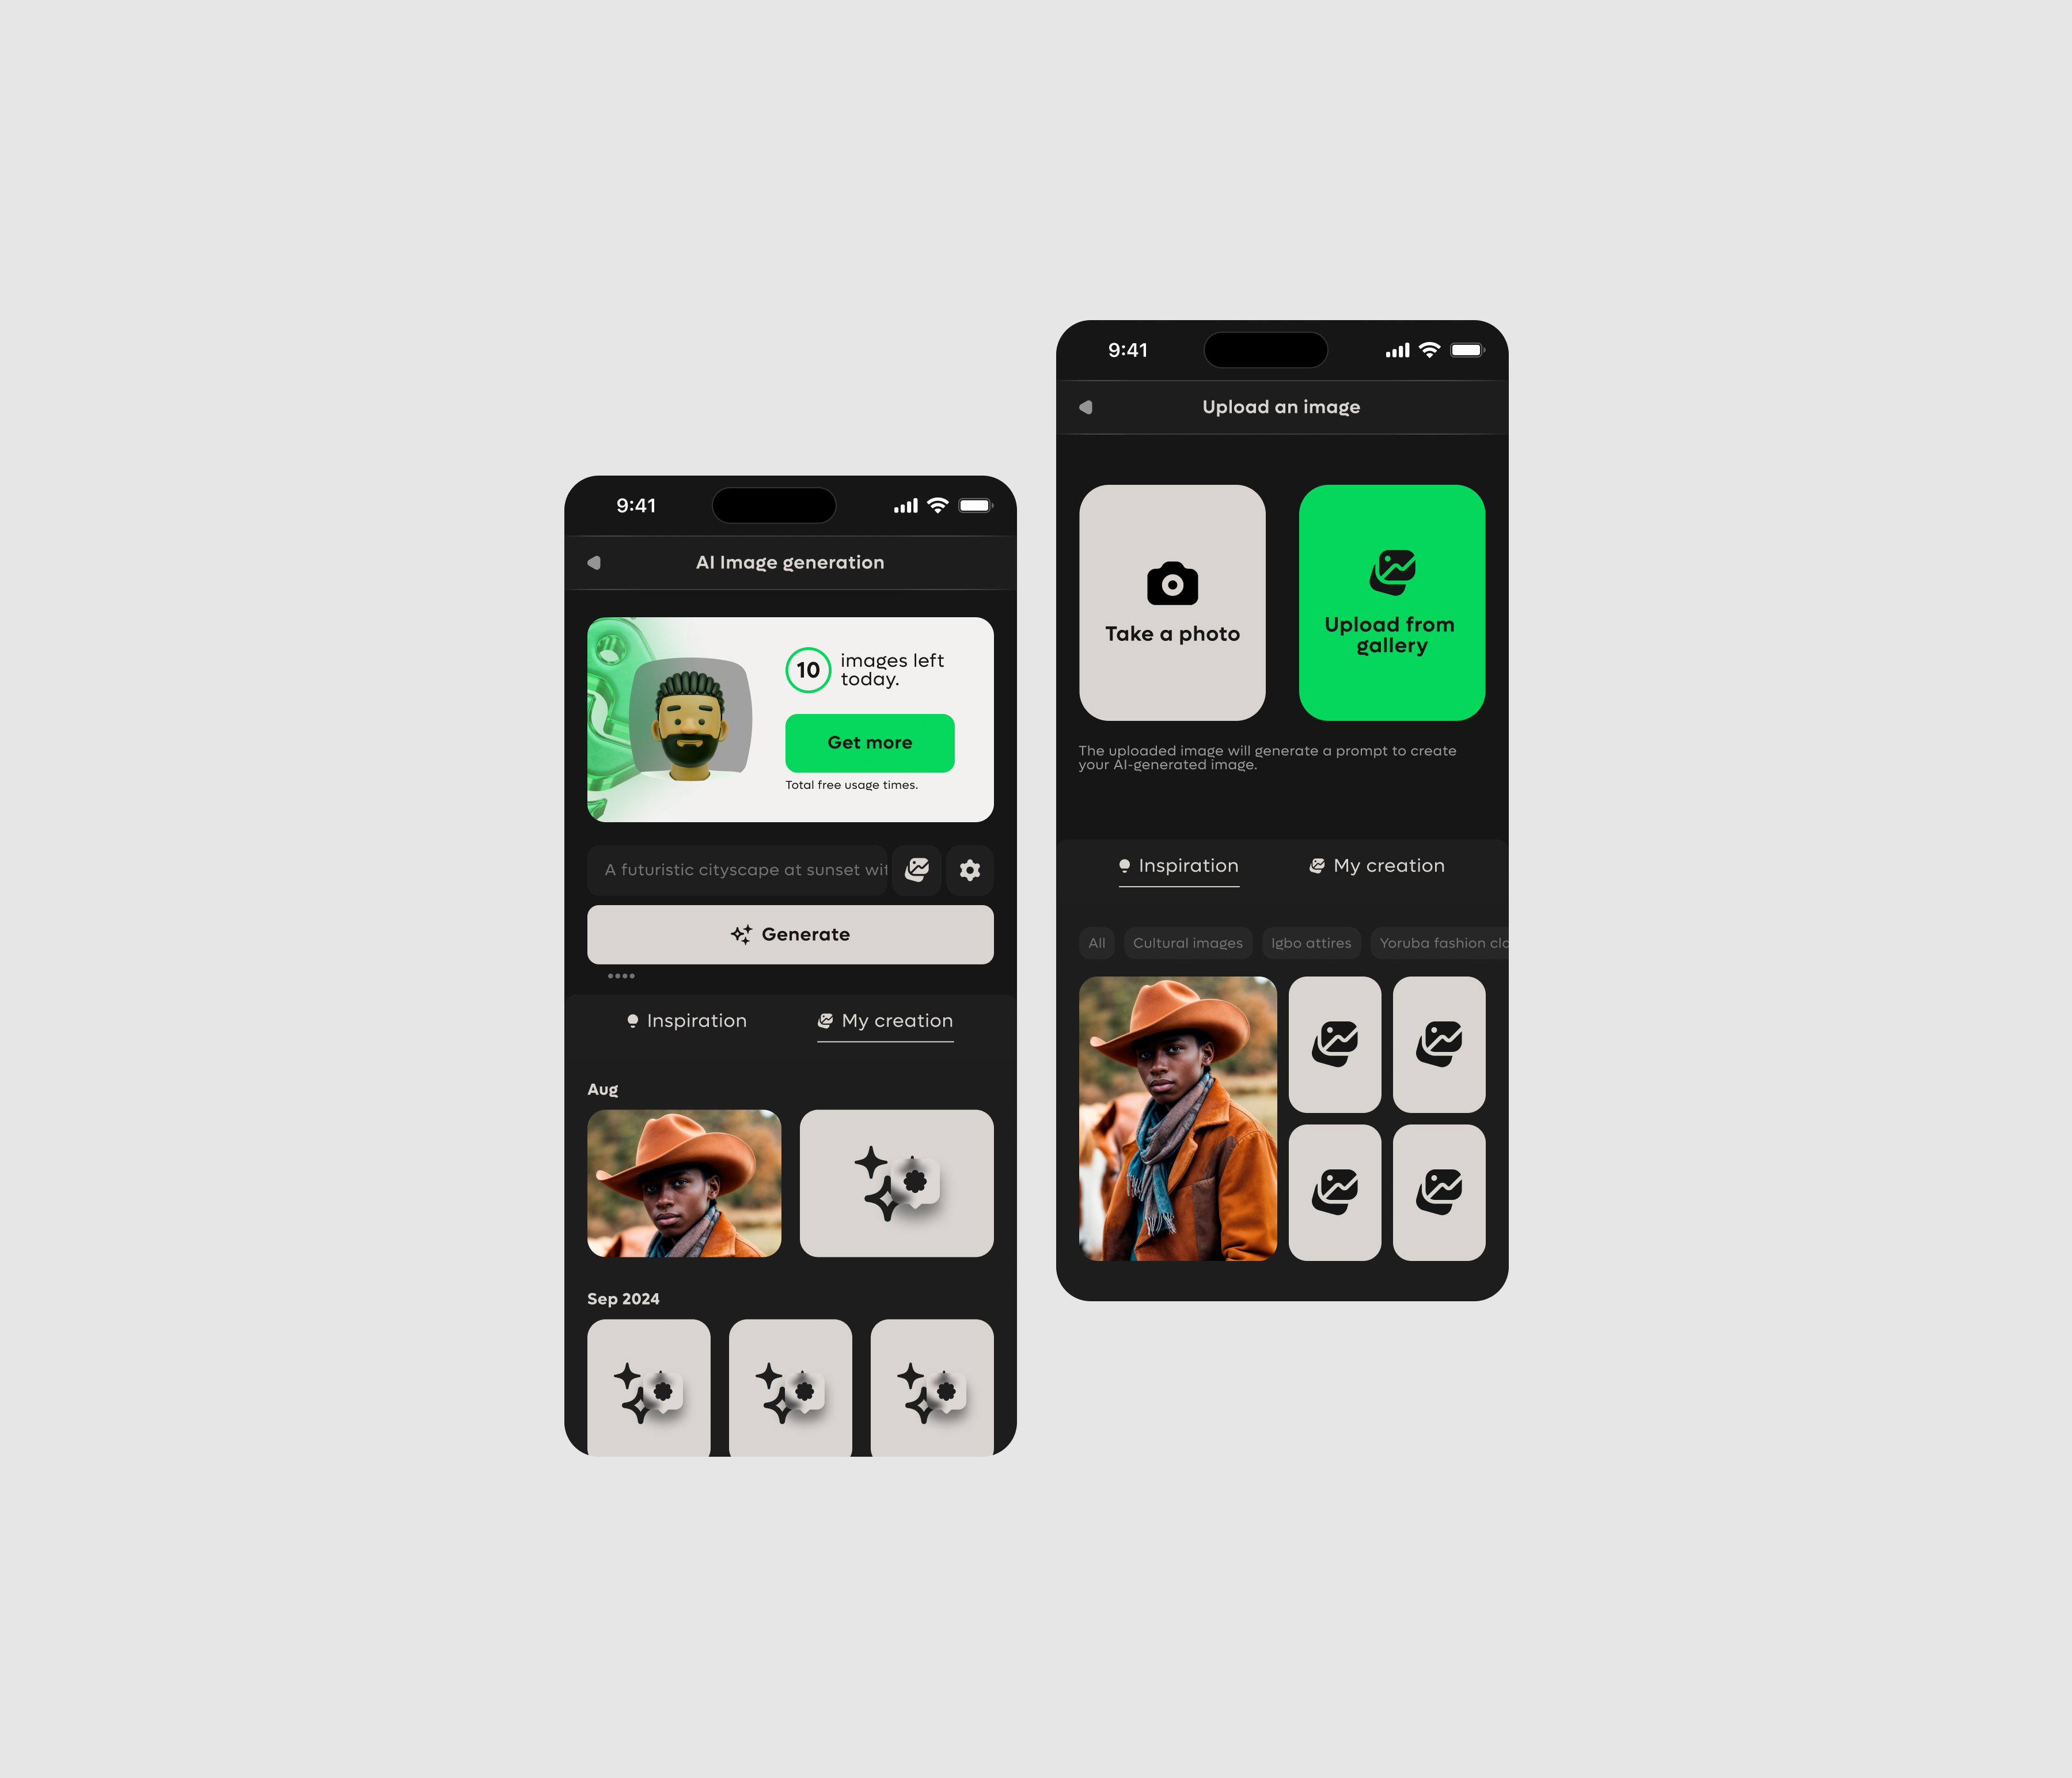 9:41
AI Image generation
10
images left
today.
Get more
Total free usage times.
A futuristic cityscape at sunset wit
Generate
Inspiration
My creation
Aug
Sep 2024
9:41
Upload an image
Take a photo
Upload from
gallery
The uploaded image will generate a prompt to create
your AI-generated image.
Inspiration
My creation
All
Cultural images
Igbo attires
Yoruba fashion clo